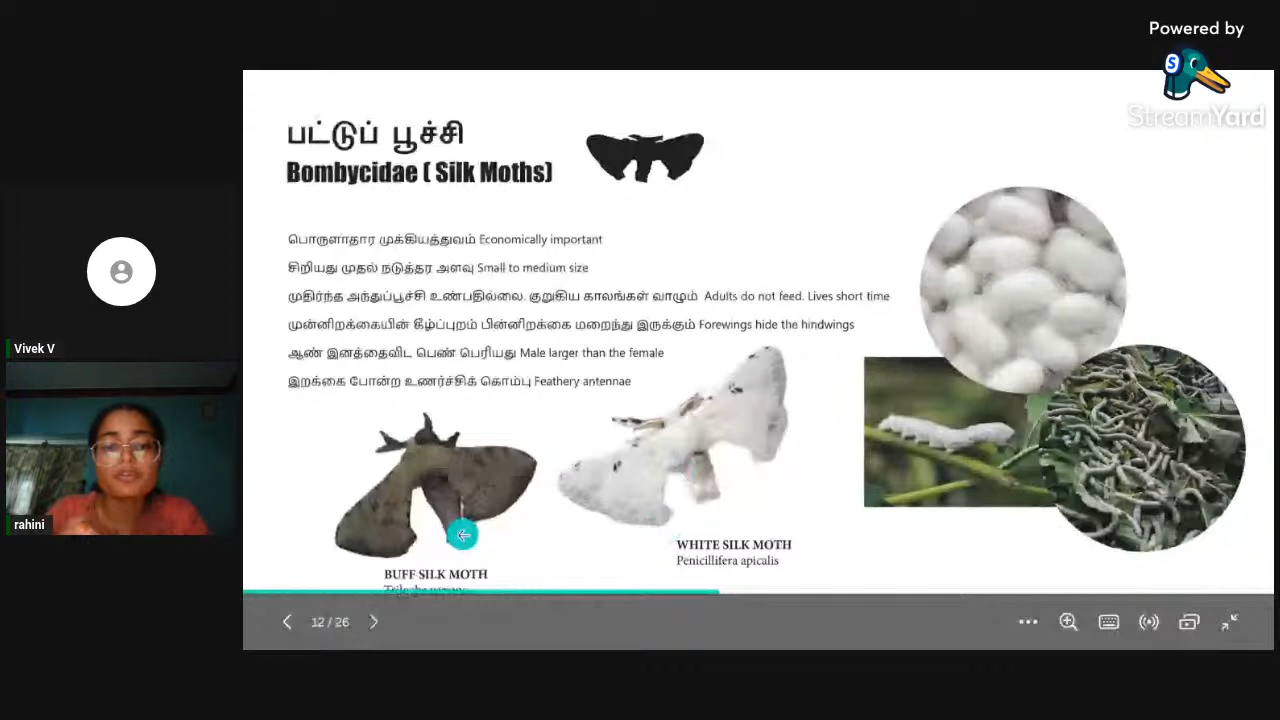 Powered by
StreamYard
பட்டுப் பூச்சி
Bombycidae ( Silk Moths)
பொருளாதார முக்கியத்துவம் Economically important
சிறியது முதல் நடுத்தர அளவு Small to medium size
முதிர்ந்த அந்துப்பூச்சி உண்பதில்லை. குறுகிய காலங்கள் வாழும் Adults do not feed. Lives short time
முன்னிறக்கையின் கீழ்ப்புறம் பின்னிறக்கை மறைந்து இருக்கும் Forewings hide the hindwings
ஆண் இனத்தைவிட பெண் பெரியது Male larger than the female
இறக்கை போன்ற உணர்ச்சிக் கொம்பு Feathery antennae
WHITE SILK MOTH
Penicillifera apicalis
BUFF SILK MOTH
Vivek V
rahini
12 / 26